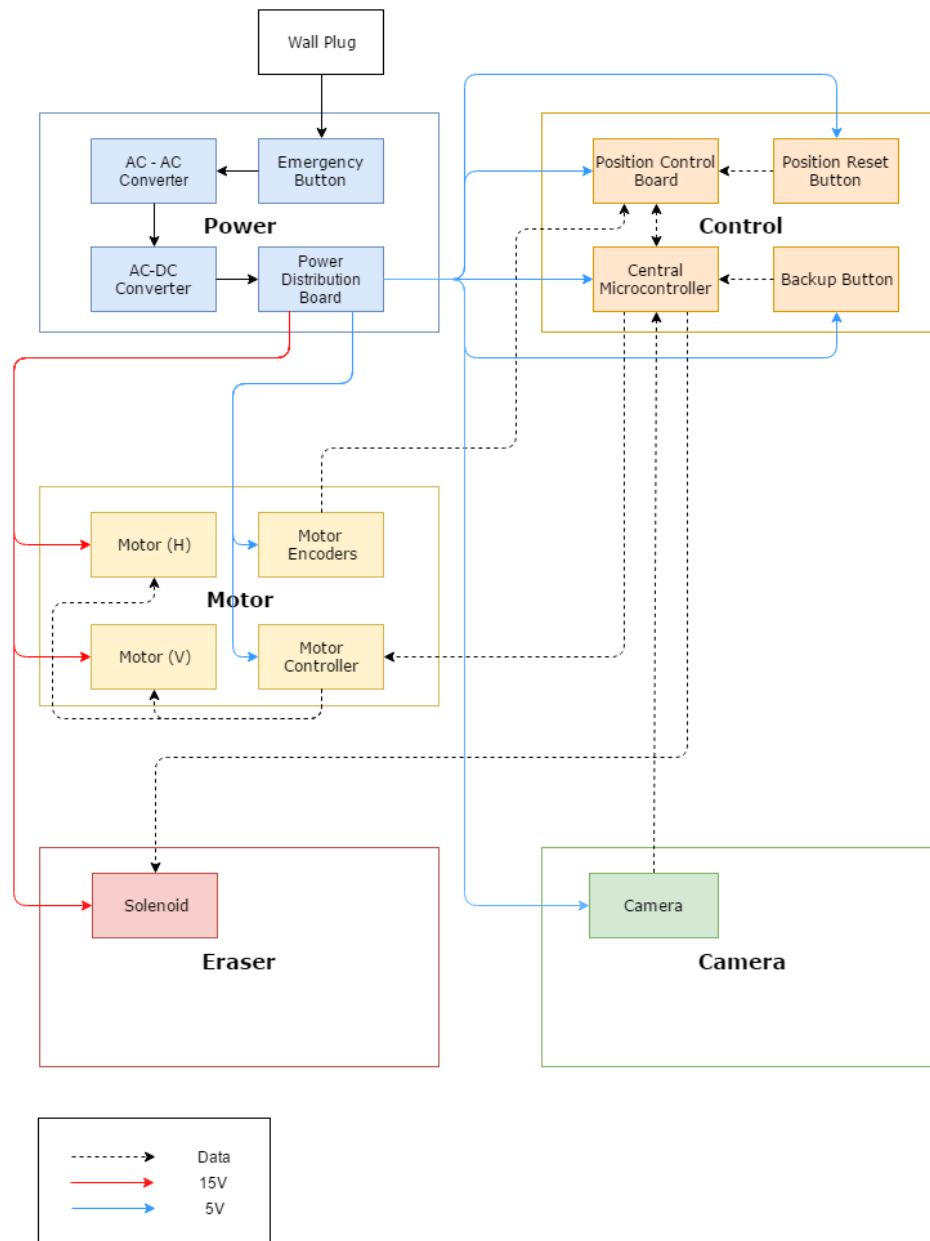 Wall Plug
AC - AC
Converter
Emergency
Button
Power
AC-DC
Converter
Power
Distribution
Board
Position Control
Board
Position Reset
Button
Control
Central
Microcontroller
Backup Button
Motor (H)
Motor
Encoders
Motor
Motor (V)
Motor
Controller
Solenoid
Eraser
Camera
Camera
Data
15V
5V